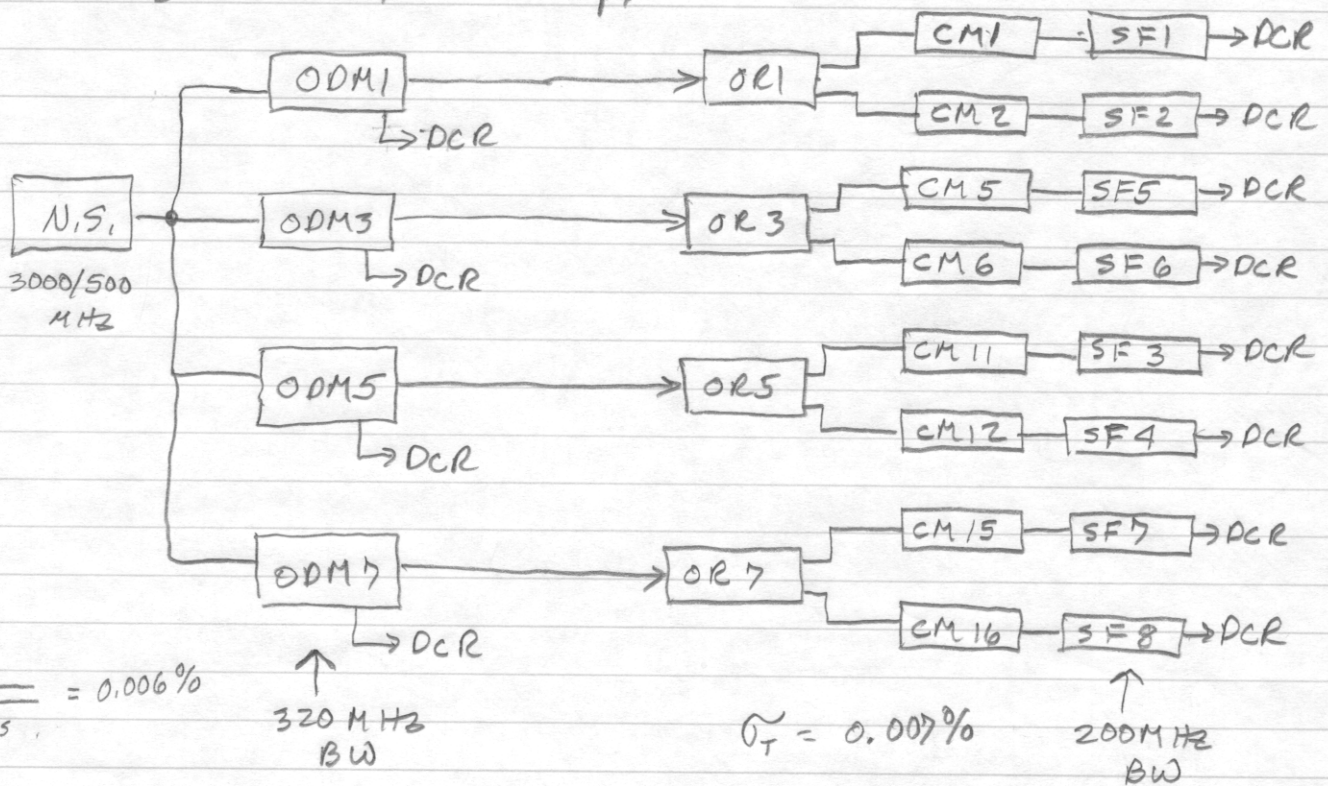 CM1 SF1 → DCR
ODM1 OR1
CM2 SF2 → DCR
→ DCR
CM5 SF5 → DCR
N.S. ODM3 OR3
CM6 SF6 → DCR
→ DCR
3000/500
MHz
CM11 SF3 → DCR
ODM5 OR5
CM12 SF4 → DCR
→ DCR
CM15 SF7 → DCR
ODM7 OR7
CM16 SF8 → DCR
→ DCR
= 0.006%
320 MHz
BW
σT = 0.007%
200MHz
BW